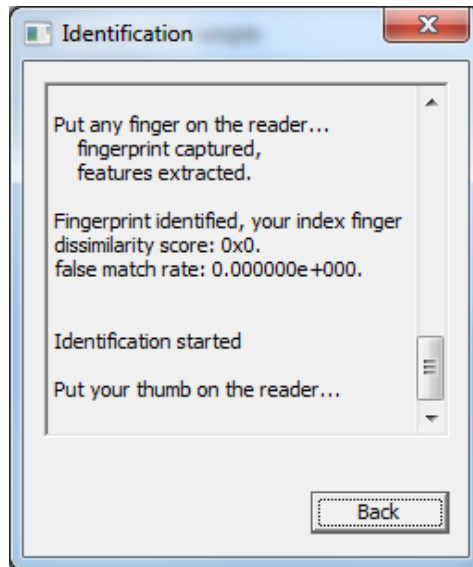 Identification
Put any finger on the reader...
fingerprint captured,
features extracted.
Fingerprint identified, your index finger
dissimilarity score: 0x0.
false match rate: 0.000000e+000.
Identification started
Put your thumb on the reader...
Back